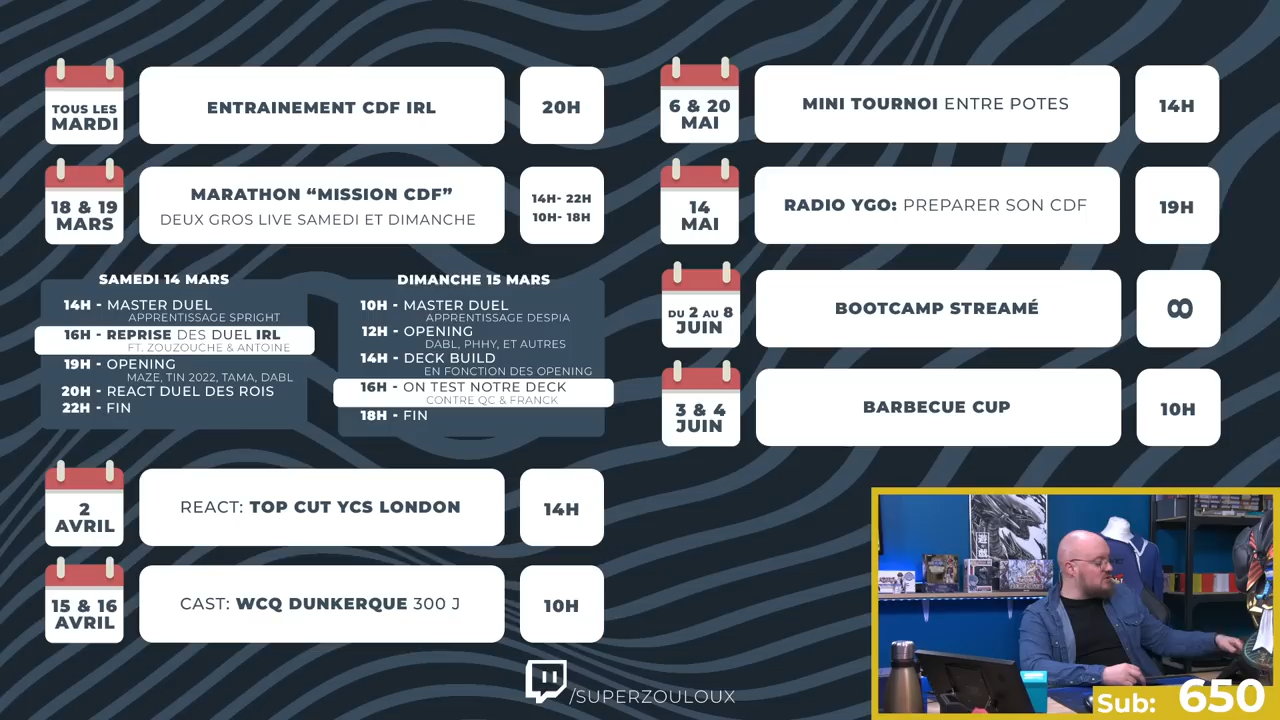 TOUS LES
MARDI
ENTRAINEMENT CDF IRL
20H
18 & 19
MARS
MARATHON “MISSION CDF”
DEUX GROS LIVE SAMEDI ET DIMANCHE
14H- 22H
10H- 18H
SAMEDI 14 MARS
14H - MASTER DUEL
APPRENTISSAGE SPRIGHT
16H - REPRISE DES DUEL IRL
FT. ZOUZOUCHE & ANTOINE
19H - OPENING
MAZE, TIN 2022, TAMA, DABL
20H - REACT DUEL DES ROIS
22H - FIN
DIMANCHE 15 MARS
10H - MASTER DUEL
APPRENTISSAGE DESPIA
12H - OPENING
DABL, PHHY, ET AUTRES
14H - DECK BUILD
EN FONCTION DES OPENING
16H - ON TEST NOTRE DECK
CONTRE QC & FRANCK
18H - FIN
2
AVRIL
REACT: TOP CUT YCS LONDON
14H
15 & 16
AVRIL
CAST: WCQ DUNKERQUE 300 J
10H
6 & 20
MAI
MINI TOURNOI ENTRE POTES
14H
14
MAI
RADIO YGO: PREPARER SON CDF
19H
DU 2 AU 8
JUIN
BOOTCAMP STREAMÉ
∞
3 & 4
JUIN
BARBECUE CUP
10H
/SUPERZOULOUX
Sub: 650